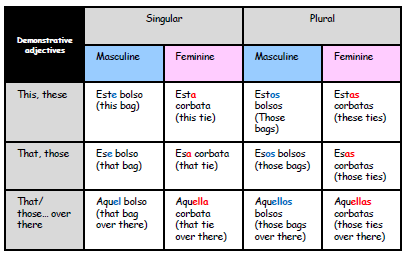 Demonstrative
adjectives
Singular
Plural
Masculine
Feminine
Masculine
Feminine
This, these
Este bolso
(this bag)
Esta
corbata
(this tie)
Estos
bolsos
(Those
bags)
Estas
corbatas
(these ties)
That, those
Ese bolso
(that bag)
Esa corbata
(that tie)
Esos bolsos
(those bags)
Esas
corbatas
(those ties)
That/
those... over
there
Aquel bolso
(that bag
over there)
Aquella
corbata
(that tie
over there)
Aquellos
bolsos
(those bags
over there)
Aquellas
corbatas
(those ties
over there)